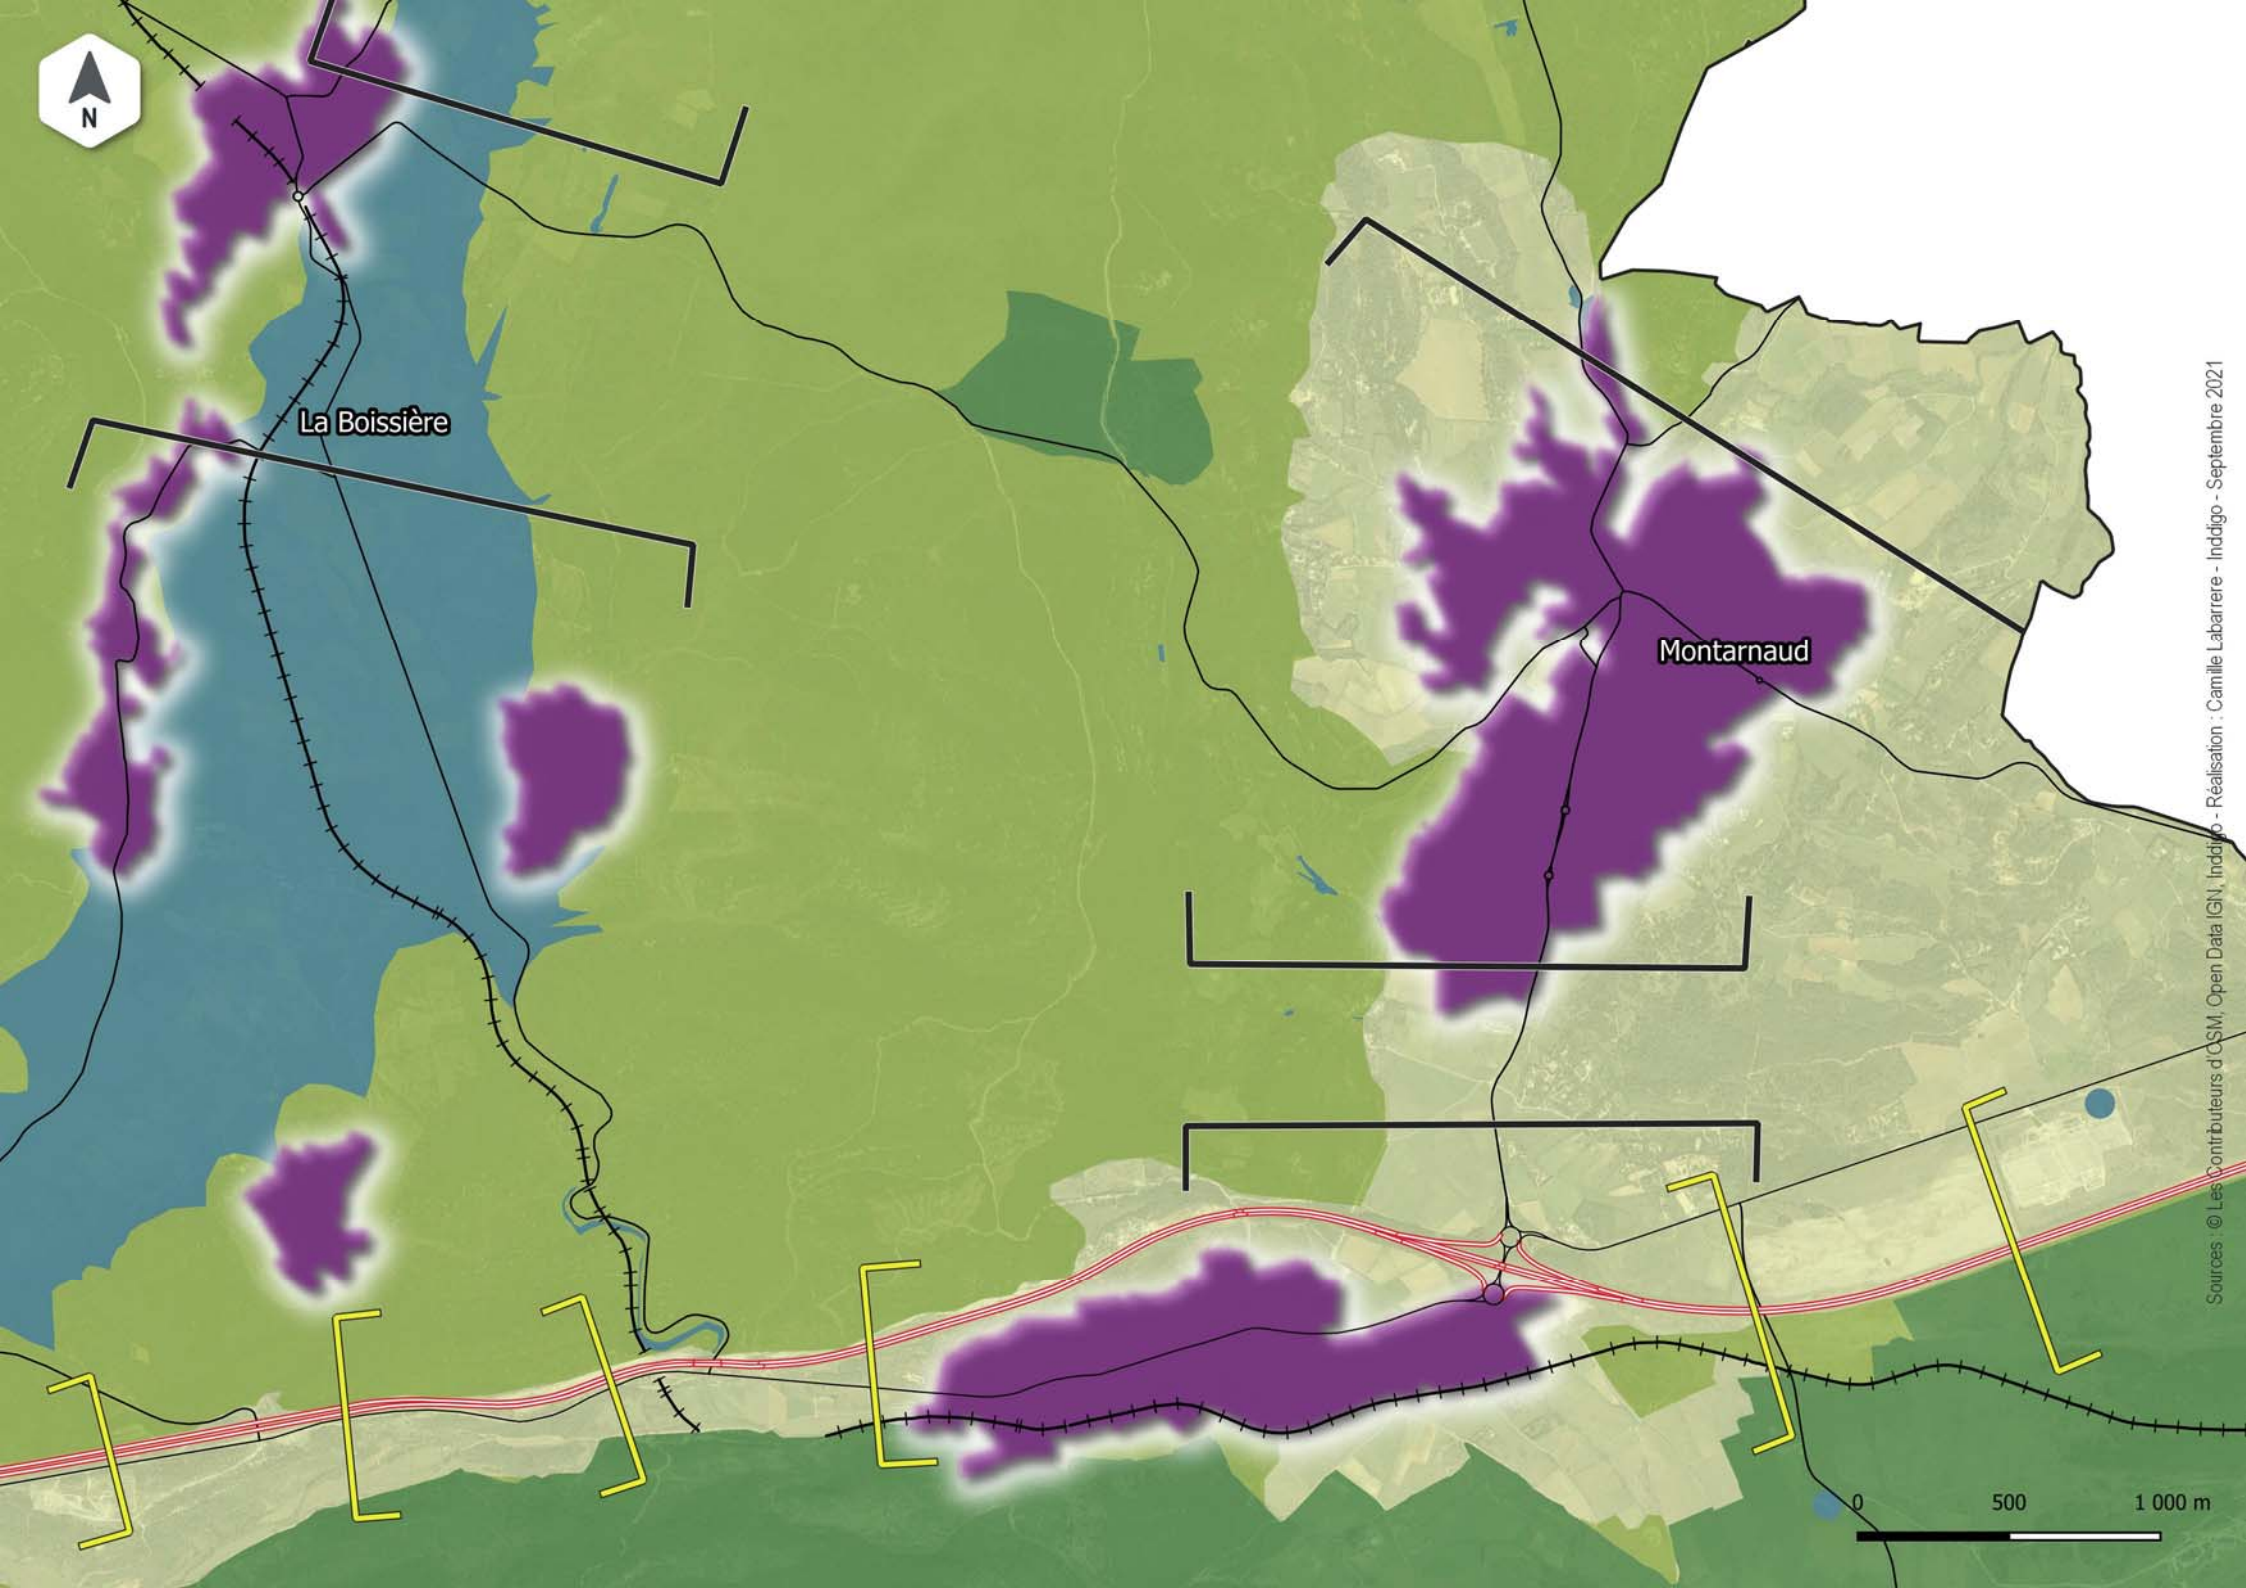 N
La Boissière
Montarnaud
0 500 1 000 m
Sources : © Les Contributeurs d'OSM, Open Data IGN, Inddigo - Réalisation : Camille Labarrere - Inddigo - Septembre 2021